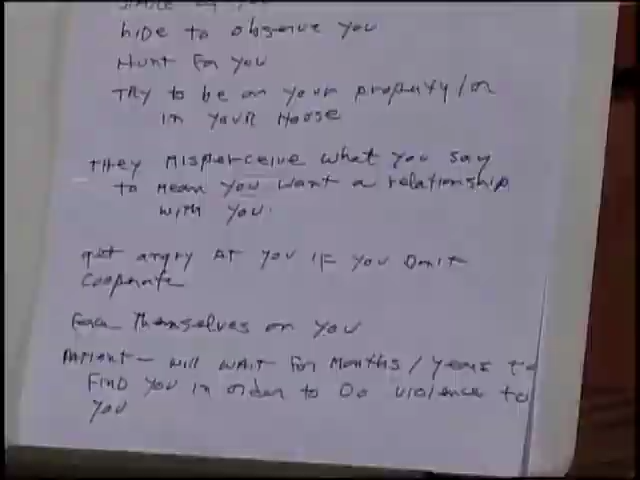 hide to observe you
Hunt for you
Try to be on your property/or
in your House
They misperceive what you say
to mean you want a relationship
with you.
get angry at you if you Don't
cooperate
Force themselves on you
Patient - will wait for months/years to
Find you in order to Do violence to
you